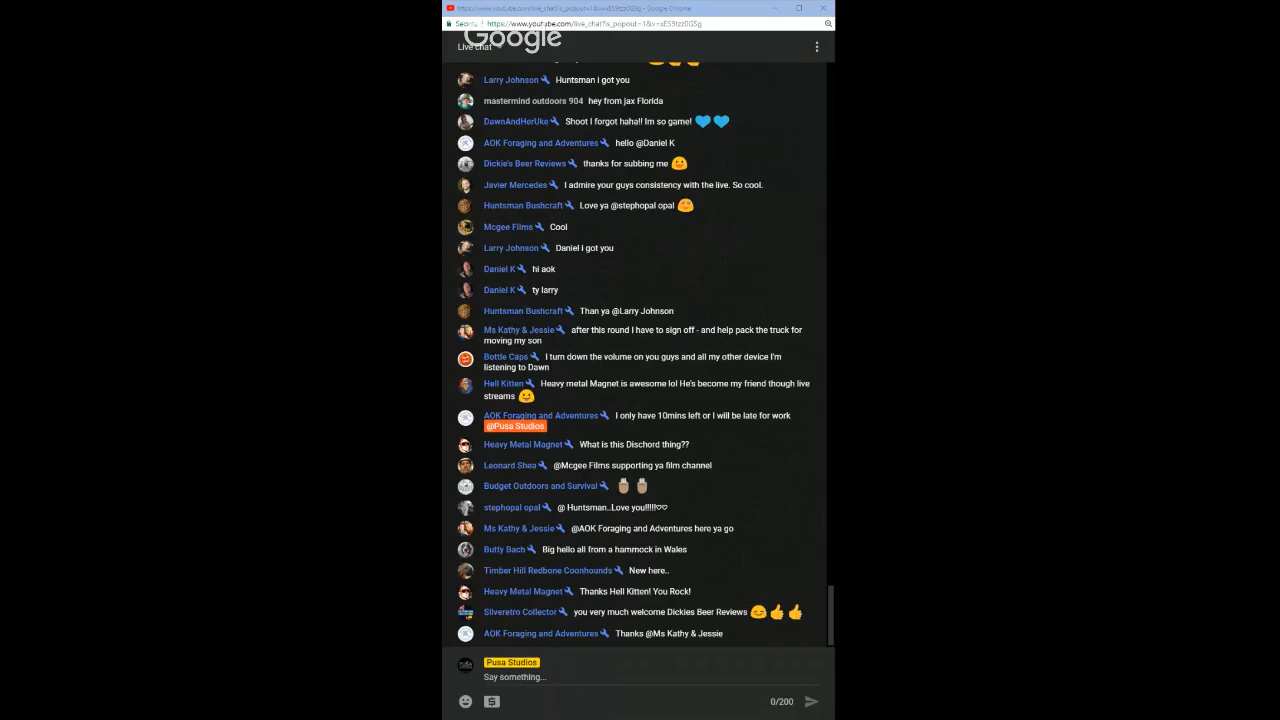 https://www.youtube.com/live_chat?is_popout=1&v=xES9tzz0GSg - Google Chrome
https://www.youtube.com/live_chat?is_popout=1&v=xES9tzz0GSg
Google
Live chat
Larry Johnson Huntsman i got you
mastermind outdoors 904 hey from jax Florida
DawnAndHerUke Shoot I forgot haha!! Im so game!
AOK Foraging and Adventures hello @Daniel K
Dickie's Beer Reviews thanks for subbing me
Javier Mercedes I admire your guys consistency with the live. So cool.
Huntsman Bushcraft Love ya @stephopal opal
Mcgee Films Cool
Larry Johnson Daniel i got you
Daniel K hi aok
Daniel K ty larry
Huntsman Bushcraft Than ya @Larry Johnson
Ms Kathy & Jessie after this round I have to sign off - and help pack the truck for
moving my son
Bottle Caps I turn down the volume on you guys and all my other device I'm
listening to Dawn
Hell Kitten Heavy metal Magnet is awesome lol He's become my friend though live
streams
AOK Foraging and Adventures I only have 10mins left or I will be late for work
@Pusa Studios
Heavy Metal Magnet What is this Dischord thing??
Leonard Shea @Mcgee Films supporting ya film channel
Budget Outdoors and Survival
stephopal opal @ Huntsman..Love you!!!!!♡♡
Ms Kathy & Jessie @AOK Foraging and Adventures here ya go
Butty Bach Big hello all from a hammock in Wales
Timber Hill Redbone Coonhounds New here..
Heavy Metal Magnet Thanks Hell Kitten! You Rock!
Silveretro Collector you very much welcome Dickies Beer Reviews
AOK Foraging and Adventures Thanks @Ms Kathy & Jessie
Pusa Studios
Say something...
0/200